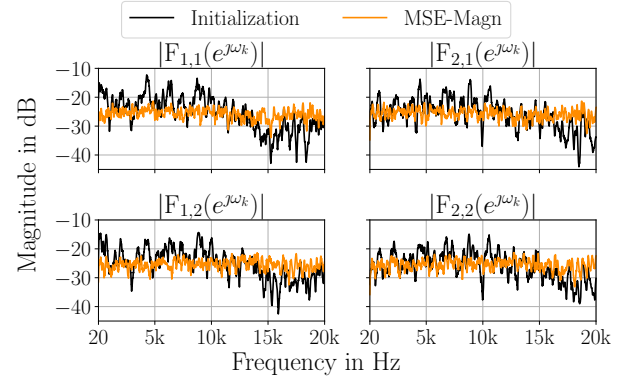 Initialization MSE-Magn
|F1,1(e^{jωk})| |F2,1(e^{jωk})|
−10
−20
−30
−40
|F1,2(e^{jωk})| |F2,2(e^{jωk})|
−10
−20
−30
−40
Magnitude in dB
20 5k 10k 15k 20k 20 5k 10k 15k 20k
Frequency in Hz